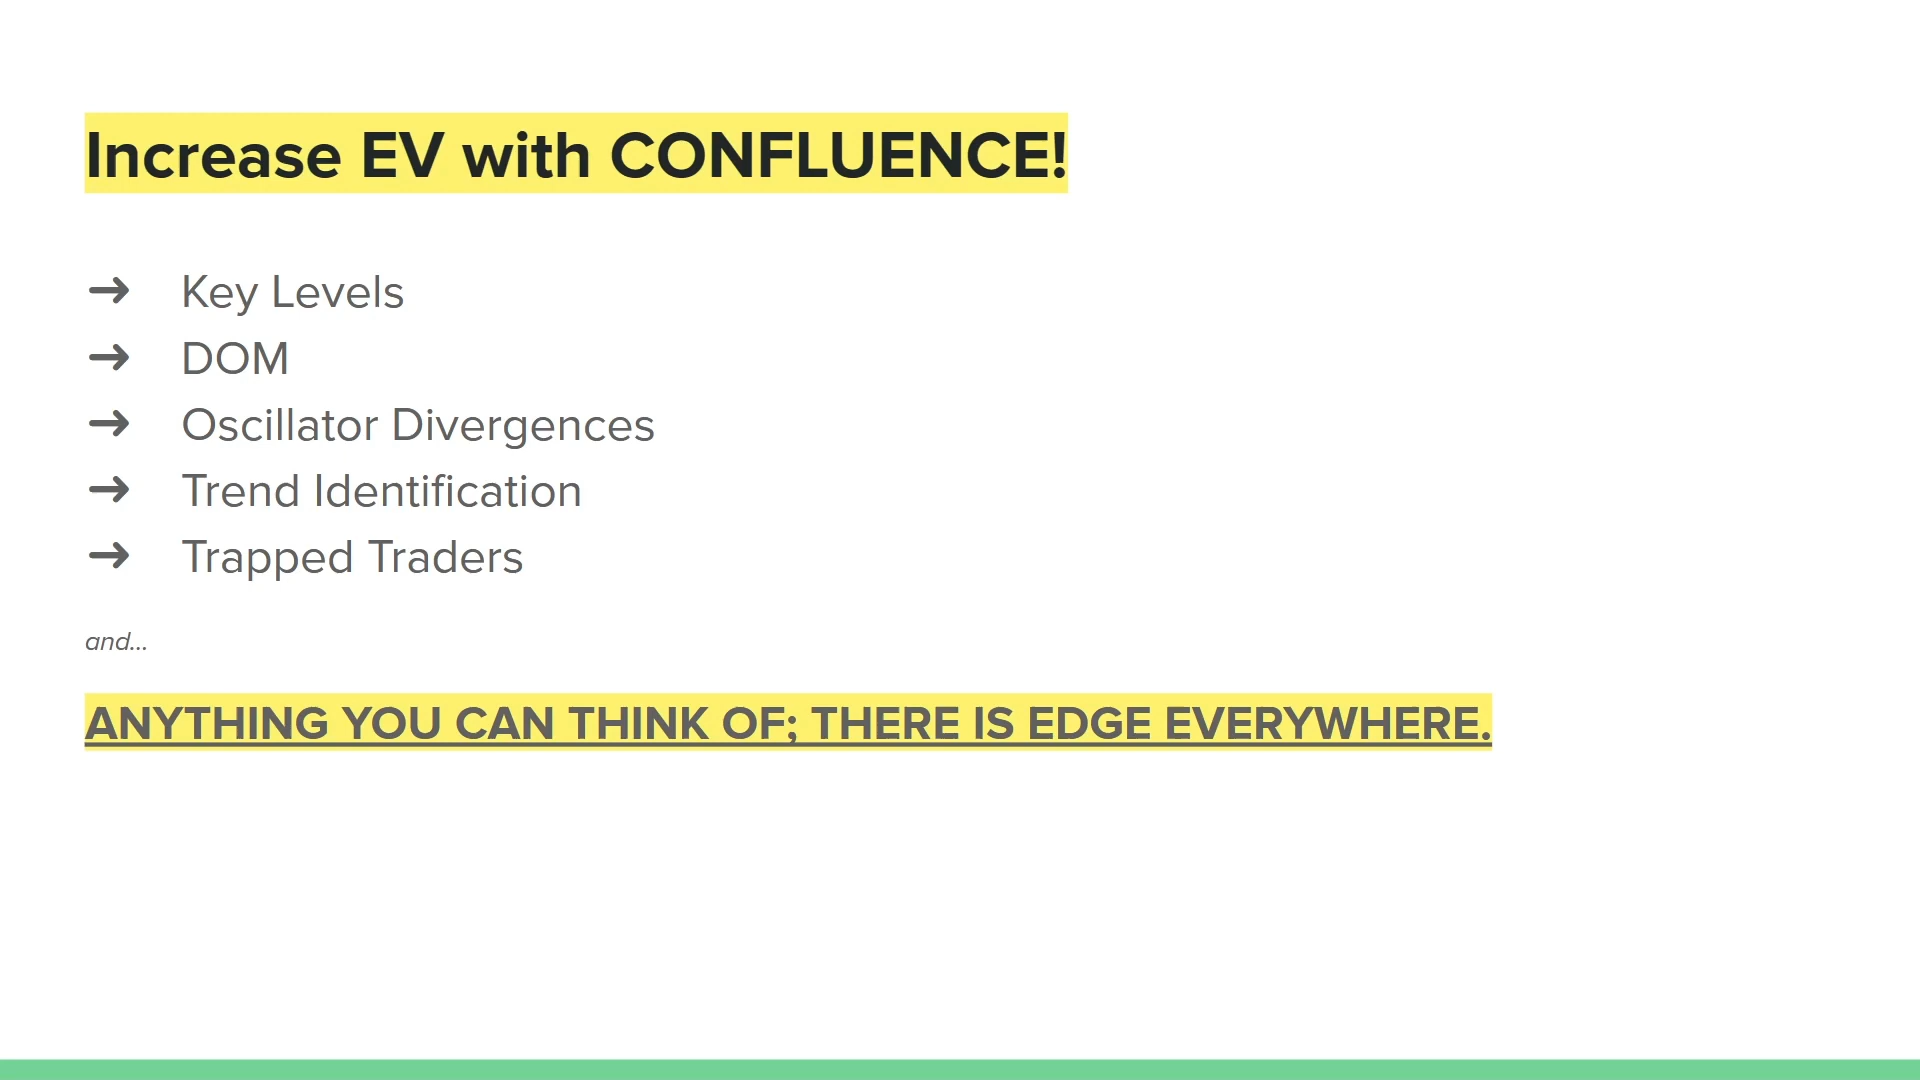 Increase EV with CONFLUENCE!
➔ Key Levels
➔ DOM
➔ Oscillator Divergences
➔ Trend Identification
➔ Trapped Traders
and...
ANYTHING YOU CAN THINK OF; THERE IS EDGE EVERYWHERE.